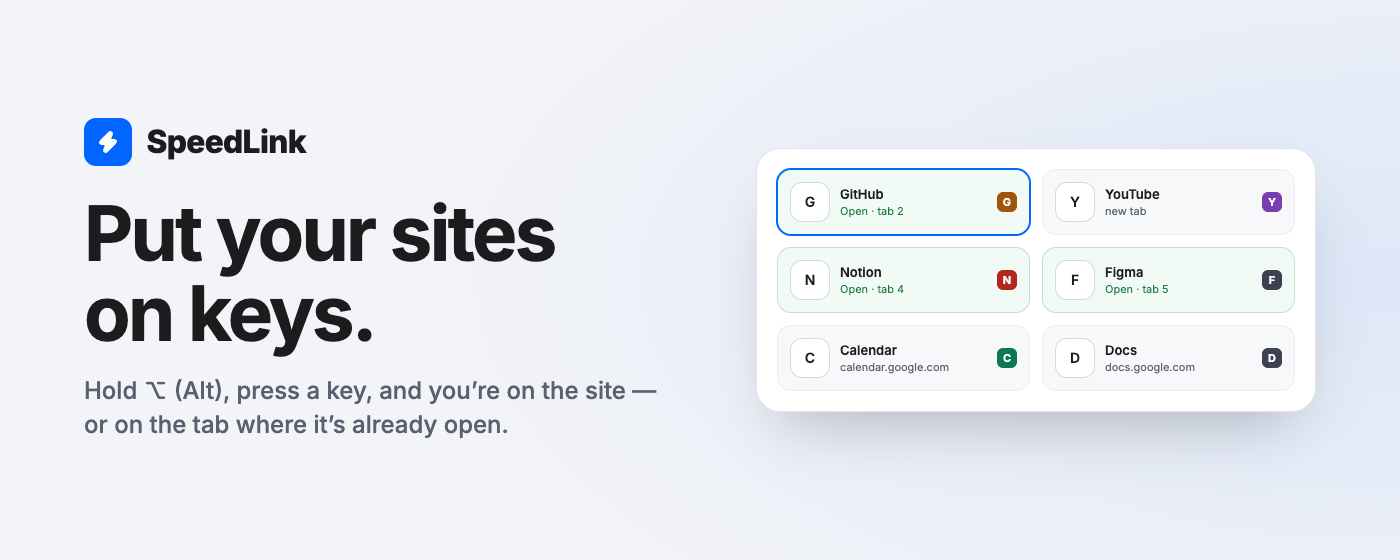 SpeedLink
Put your sites
on keys.
Hold ⌥ (Alt), press a key, and you’re on the site —
or on the tab where it’s already open.
G
GitHub
Open · tab 2
G
Y
YouTube
new tab
Y
N
Notion
Open · tab 4
N
F
Figma
Open · tab 5
F
C
Calendar
calendar.google.com
C
D
Docs
docs.google.com
D